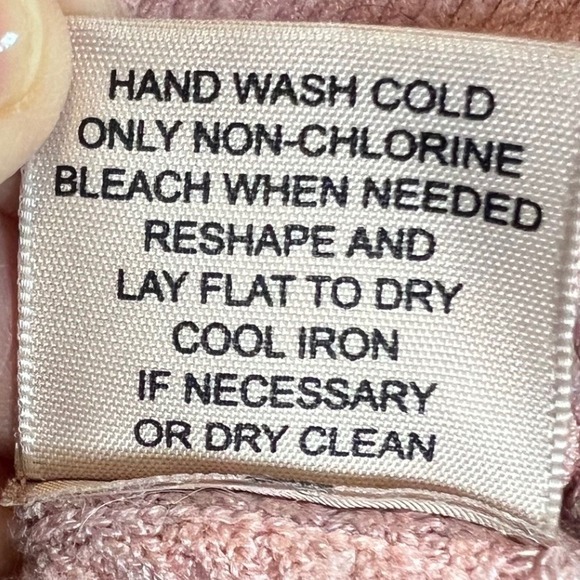 HAND WASH COLD
ONLY NON-CHLORINE
BLEACH WHEN NEEDED
RESHAPE AND
LAY FLAT TO DRY
COOL IRON
IF NECESSARY
OR DRY CLEAN